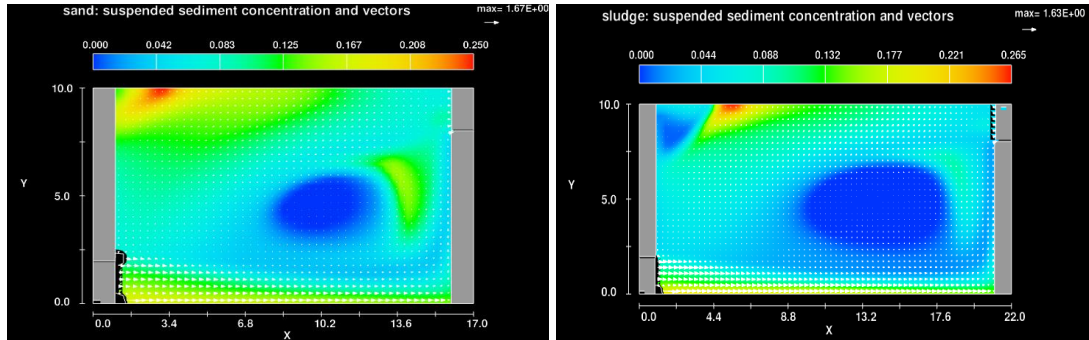 sand: suspended sediment concentration and vectors
max= 1.67E+00
0.000 0.042 0.083 0.125 0.167 0.208 0.250
10.0
Y
5.0
0.0
0.0 3.4 6.8 10.2 13.6 17.0
X
sludge: suspended sediment concentration and vectors
max= 1.63E+00
0.000 0.044 0.088 0.132 0.177 0.221 0.265
10.0
Y
5.0
0.0
0.0 4.4 8.8 13.2 17.6 22.0
X